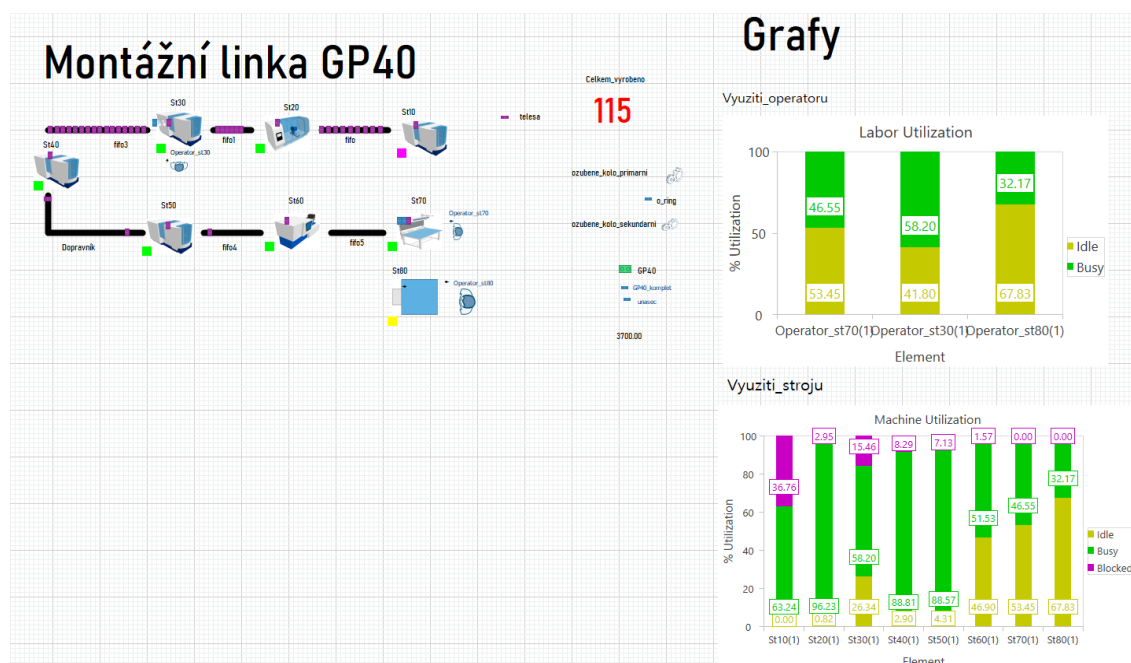 Montážní linka GP40
St30
St20
St10
fifo3
fifo1
fifo
telesa
Operator_st30
St40
St50
St60
St70
Operator_st70
Dopravník
fifo4
fifo5
St80
Operator_st80
Celkem_vyrobeno
115
ozubene_kolo_primarni
o_ring
ozubene_kolo_sekundarni
GP40
GP40_komplet
unasec
3700.00
Grafy
Vyuziti_operatoru
Labor Utilization
% Utilization
100
50
0
46.55
58.20
32.17
53.45
41.80
67.83
Idle
Busy
Operator_st70(1)
Operator_st30(1)
Operator_st80(1)
Element
Vyuziti_stroju
Machine Utilization
% Utilization
100
80
60
40
20
0
36.76
2.95
15.46
8.29
7.13
1.57
0.00
0.00
63.24
96.23
58.20
88.81
88.57
51.53
46.55
32.17
0.00
0.82
26.34
2.90
4.31
46.90
53.45
67.83
Idle
Busy
Blocked
St10(1)
St20(1)
St30(1)
St40(1)
St50(1)
St60(1)
St70(1)
St80(1)
Element